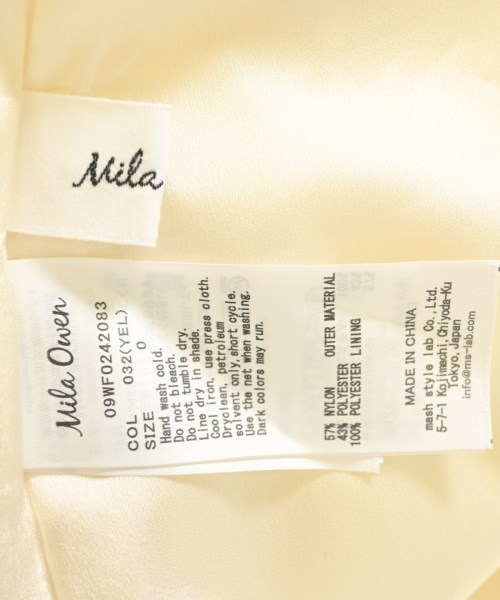 Mila
Mila Owen
09WF0242083
COL 032(YEL)
SIZE 0
Hand wash cold.
Do not bleach.
Do not tumble dry.
Line dry in shade.
Cool iron, use press cloth.
Dryclean, petroleum
solvent only,short cycle.
Use the net when washing.
Dark colors may run.
57% NYLON OUTER MATERIAL
43% POLYESTER
100% POLYESTER LINING
MADE IN CHINA
mash style lab Co.,Ltd.
5-7-1 Kojimachi,Chiyoda-Ku
Tokyo,Japan
info@ms-lab.com